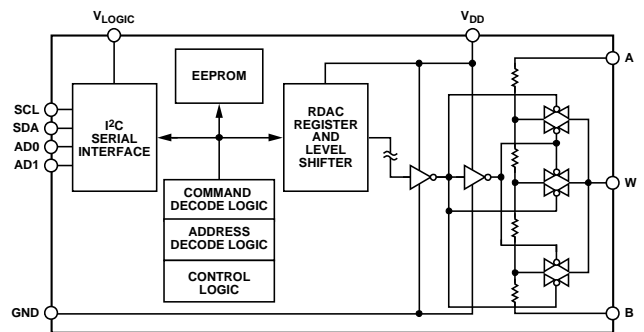 VLOGIC
VDD
A
EEPROM
SCL
SDA
AD0
AD1
I2C
SERIAL
INTERFACE
RDAC
REGISTER
AND
LEVEL
SHIFTER
W
COMMAND
DECODE LOGIC
ADDRESS
DECODE LOGIC
CONTROL
LOGIC
GND
B